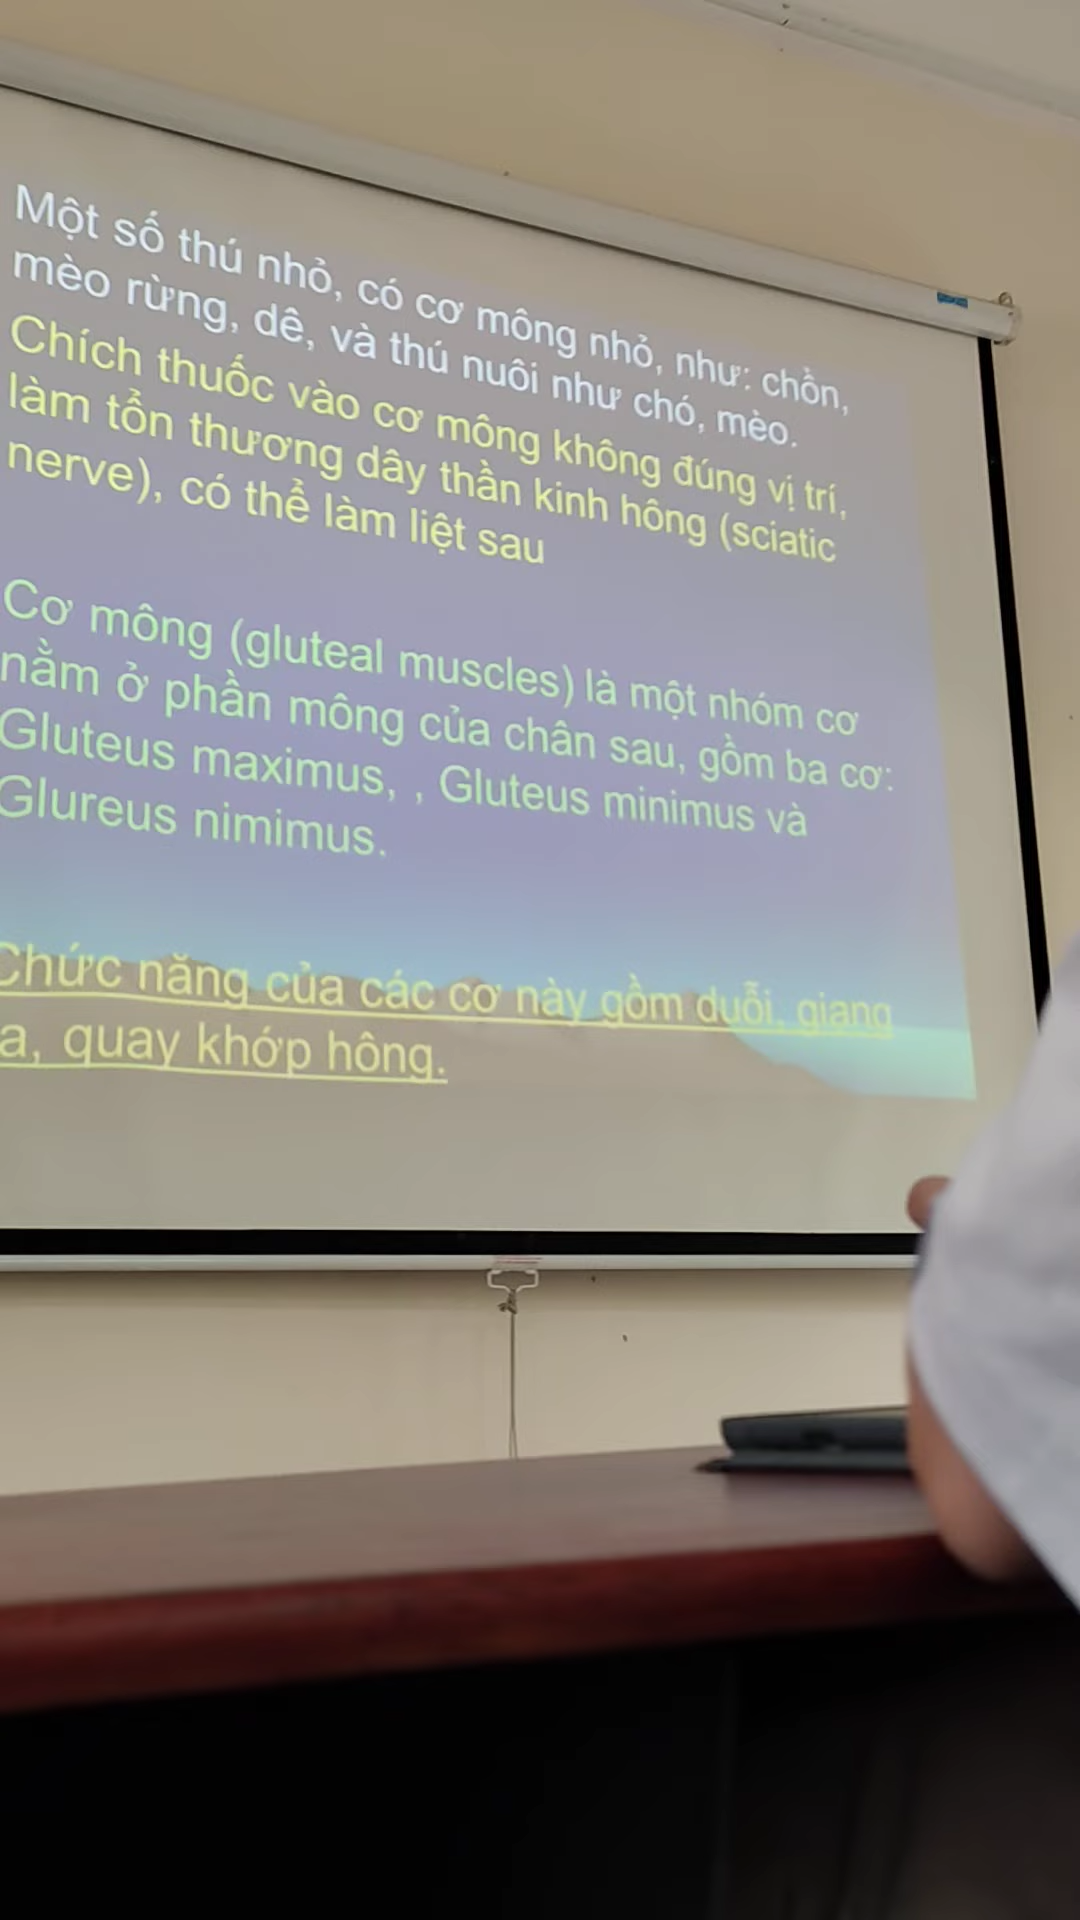 Một số thú nhỏ, có cơ mông nhỏ, như: chồn,
mèo rừng, dê, và thú nuôi như chó, mèo.
Chích thuốc vào cơ mông không đúng vị trí,
làm tổn thương dây thần kinh hông (sciatic
nerve), có thể làm liệt sau
Cơ mông (gluteal muscles) là một nhóm cơ
nằm ở phần mông của chân sau, gồm ba cơ:
Gluteus maximus, , Gluteus minimus và
Glureus nimimus.
Chức năng của các cơ này gồm duỗi, giang
a, quay khớp hông.